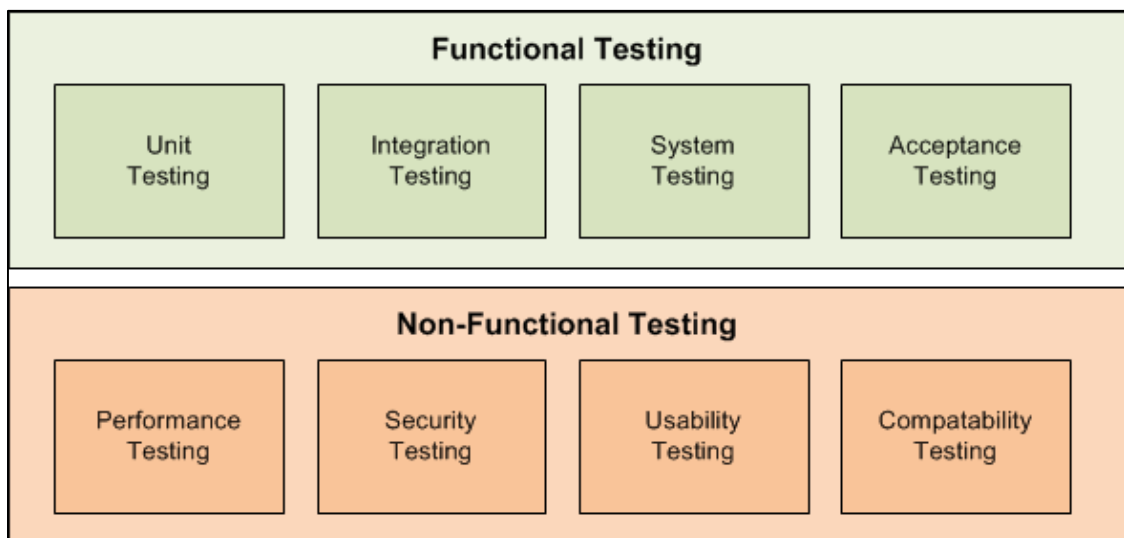 Functional Testing
Unit
Testing
Integration
Testing
System
Testing
Acceptance
Testing
Non-Functional Testing
Performance
Testing
Security
Testing
Usability
Testing
Compatability
Testing